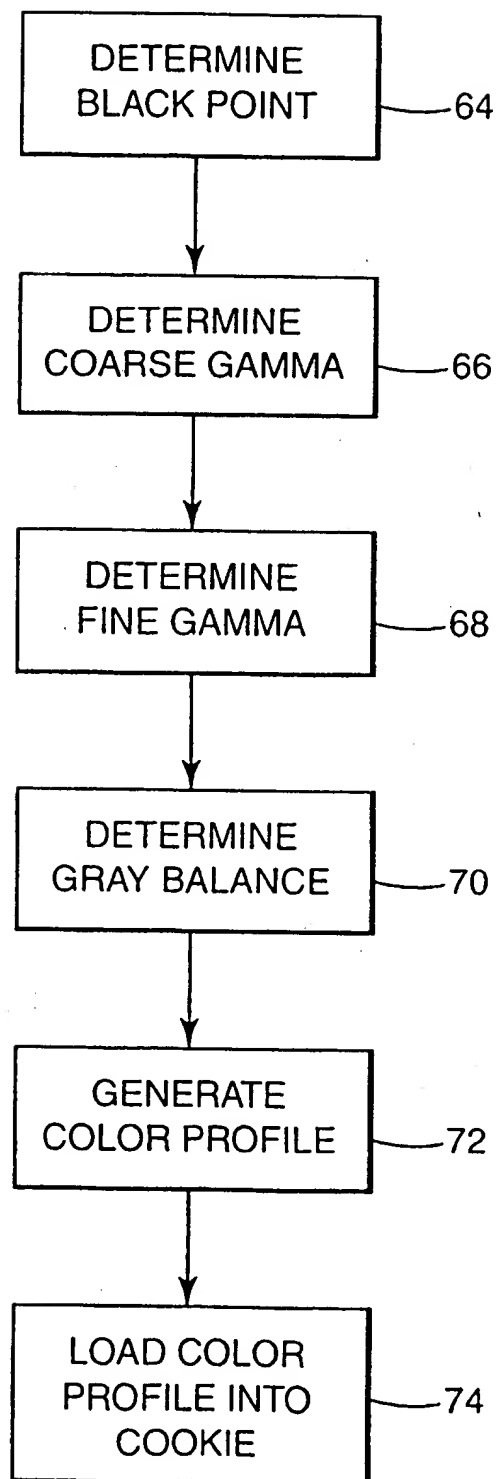 DETERMINE
BLACK POINT
64
DETERMINE
COARSE GAMMA
66
DETERMINE
FINE GAMMA
68
DETERMINE
GRAY BALANCE
70
GENERATE
COLOR PROFILE
72
LOAD COLOR
PROFILE INTO
COOKIE
74